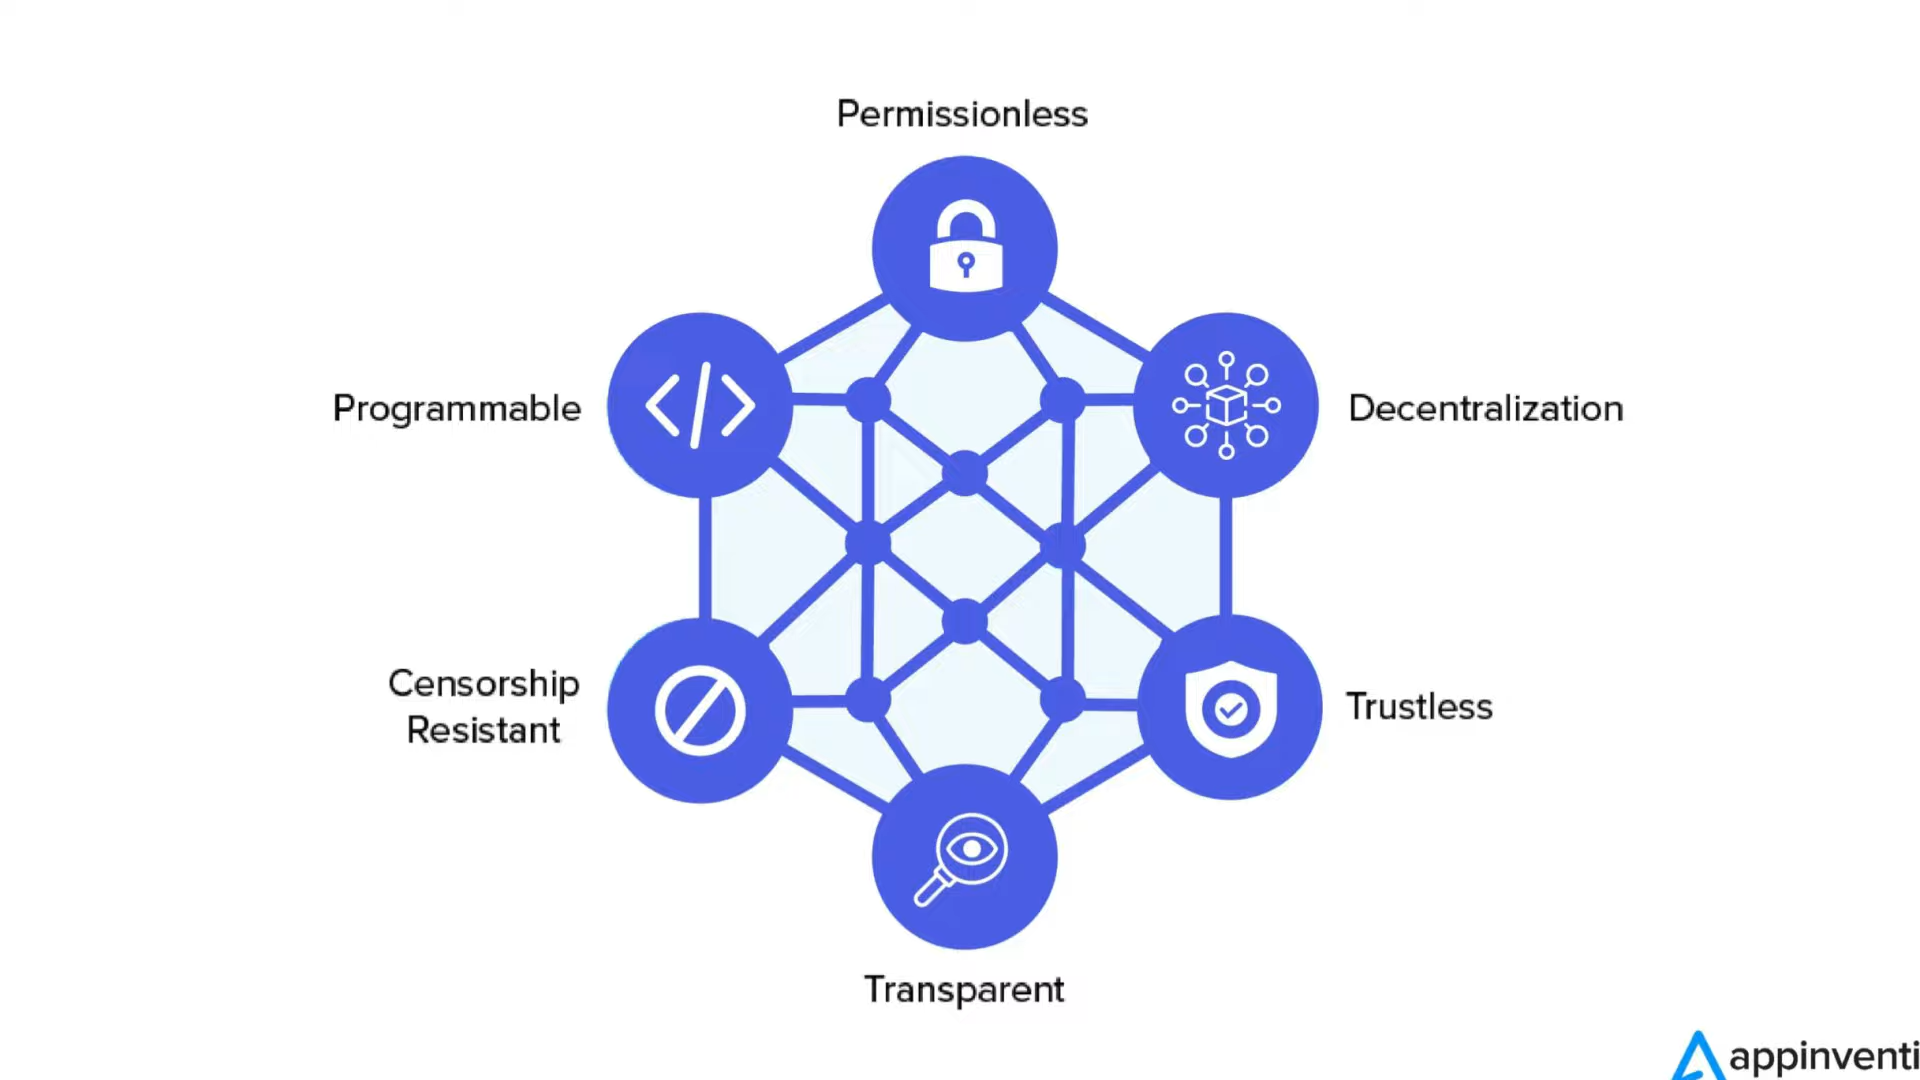 Permissionless
Programmable
Decentralization
Censorship
Resistant
Trustless
Transparent
appinventi